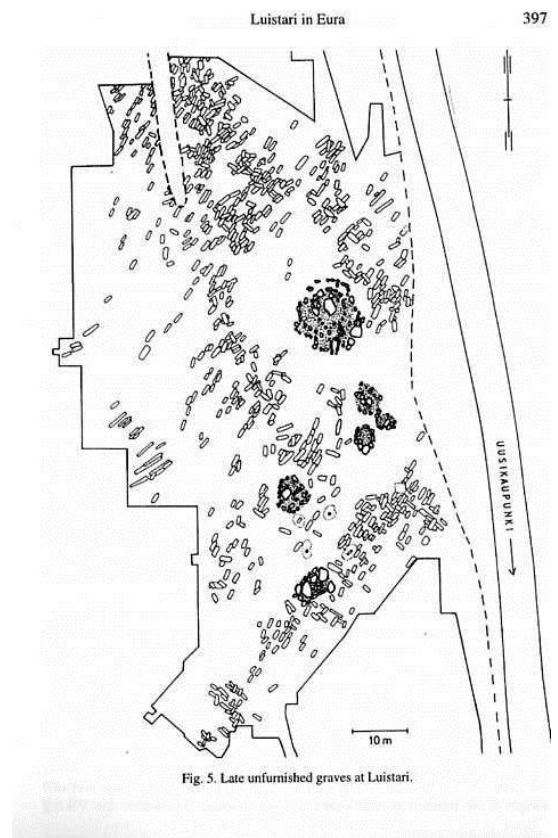 Luistari in Eura
397
UUSIKAUPUNKI
10 m
Fig. 5. Late unfurnished graves at Luistari.